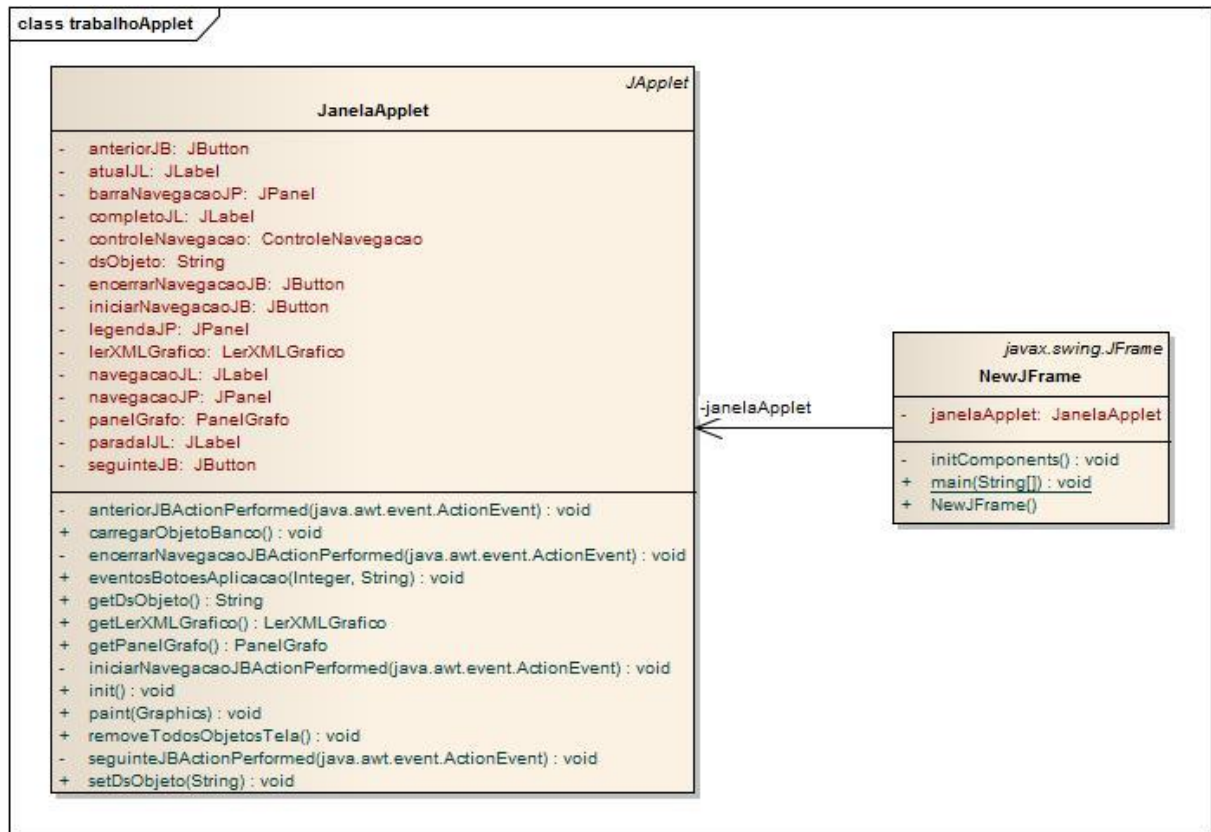 class trabalhoApplet
JApplet
JanelaApplet
- anteriorJB: JButton
- atualJL: JLabel
- barraNavegacaoJP: JPanel
- completoJL: JLabel
- controleNavegacao: ControleNavegacao
- dsObjeto: String
- encerrarNavegacaoJB: JButton
- iniciarNavegacaoJB: JButton
- legendaJP: JPanel
- lerXMLGrafico: LerXMLGrafico
- navegacaoJL: JLabel
- navegacaoJP: JPanel
- panelGrafo: PanelGrafo
- paradaIJL: JLabel
- seguinteJB: JButton
- anteriorJBActionPerformed(java.awt.event.ActionEvent) : void
+ carregarObjetoBanco() : void
- encerrarNavegacaoJBActionPerformed(java.awt.event.ActionEvent) : void
+ eventosBotoesAplicacao(Integer, String) : void
+ getDsObjeto() : String
+ getLerXMLGrafico() : LerXMLGrafico
+ getPanelGrafo() : PanelGrafo
- iniciarNavegacaoJBActionPerformed(java.awt.event.ActionEvent) : void
+ init() : void
+ paint(Graphics) : void
+ removeTodosObjetosTela() : void
- seguinteJBActionPerformed(java.awt.event.ActionEvent) : void
+ setDsObjeto(String) : void
-janelaApplet
javax.swing.JFrame
NewJFrame
- janelaApplet: JanelaApplet
- initComponents() : void
+ main(String[]) : void
+ NewJFrame()